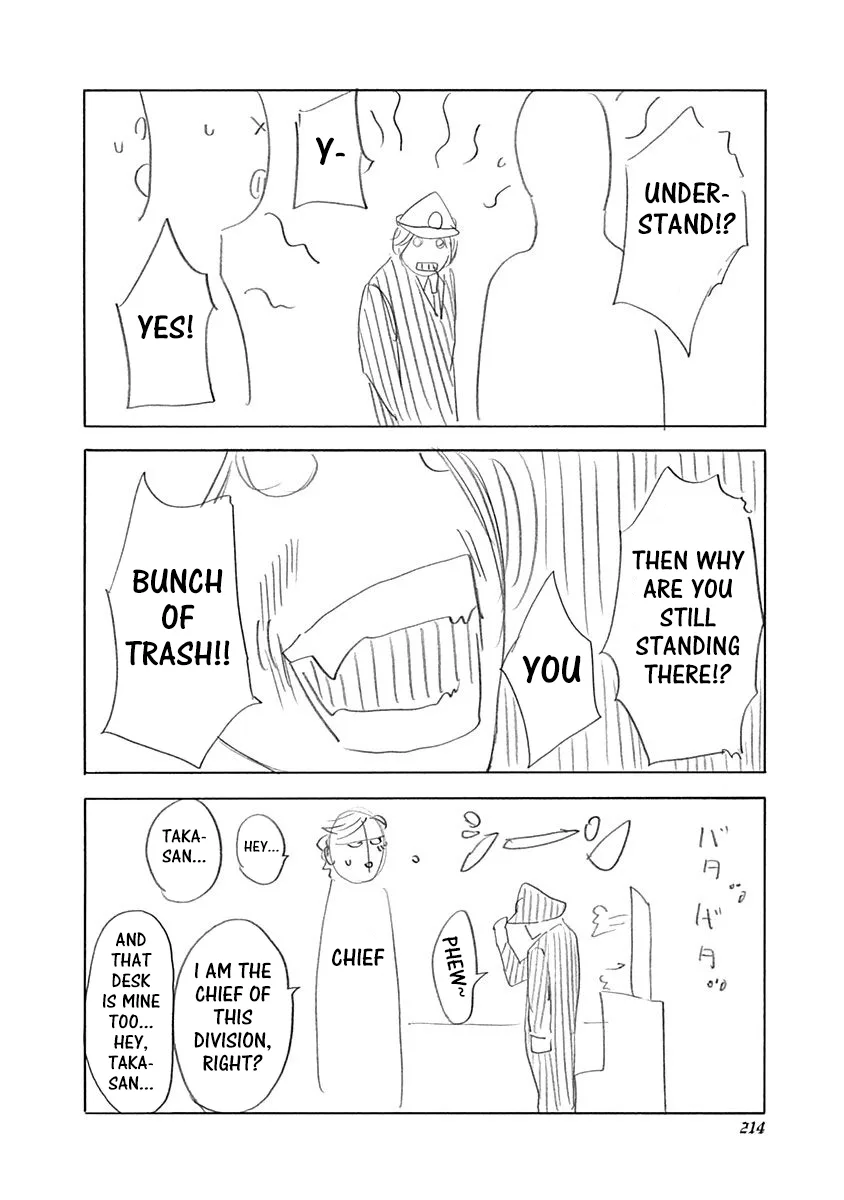 UNDER-
STAND!?
Y-
YES!
THEN WHY
ARE YOU
STILL
STANDING
THERE!?
YOU
BUNCH
OF
TRASH!!
バタバタ
PHEW~
CHIEF
HEY...
TAKA-
SAN...
I AM THE
CHIEF OF
THIS
DIVISION,
RIGHT?
AND
THAT
DESK
IS MINE
TOO...
HEY,
TAKA-
SAN...
214